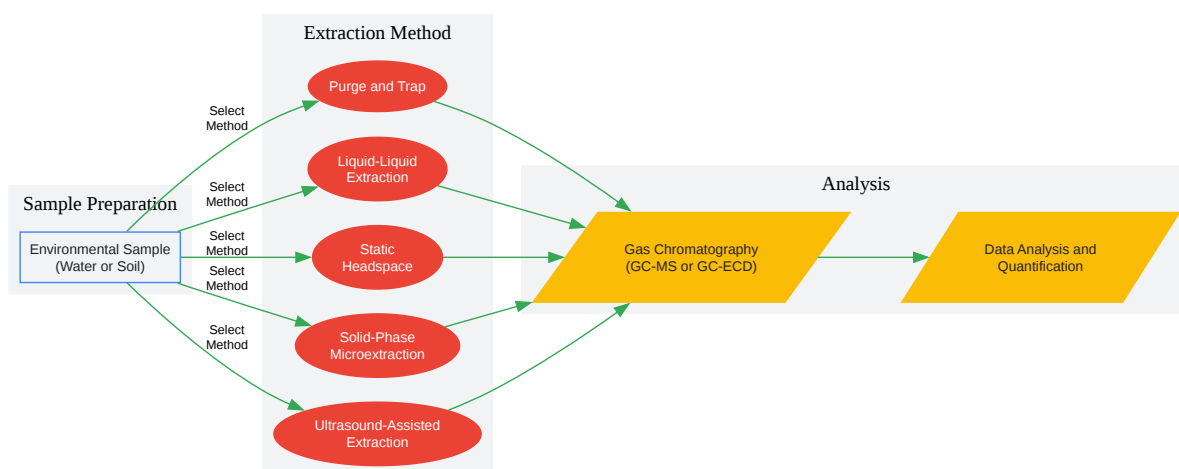 Extraction Method
Purge and Trap
Select
Method
Liquid-Liquid
Extraction
Select
Method
Sample Preparation
Environmental Sample
(Water or Soil)
Select
Method
Static
Headspace
Select
Method
Solid-Phase
Microextraction
Select
Method
Ultrasound-Assisted
Extraction
Analysis
Gas Chromatography
(GC-MS or GC-ECD)
Data Analysis and
Quantification